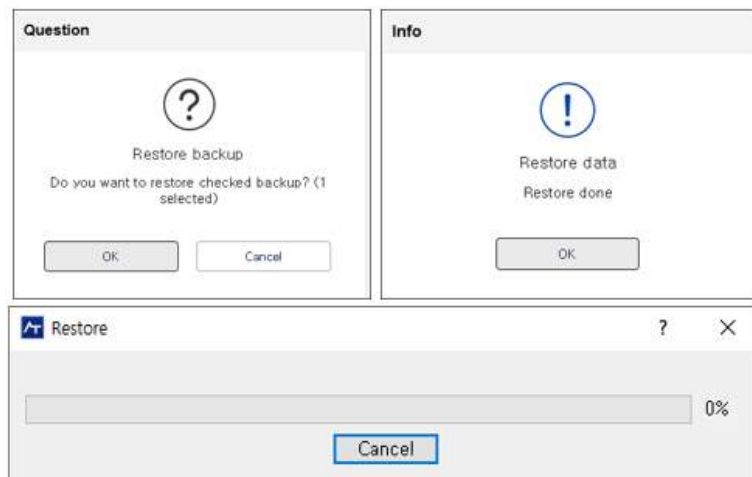 Question
?
Restore backup
Do you want to restore checked backup? (1
selected)
OK
Cancel
Info
!
Restore data
Restore done
OK
Restore
?
0%
Cancel